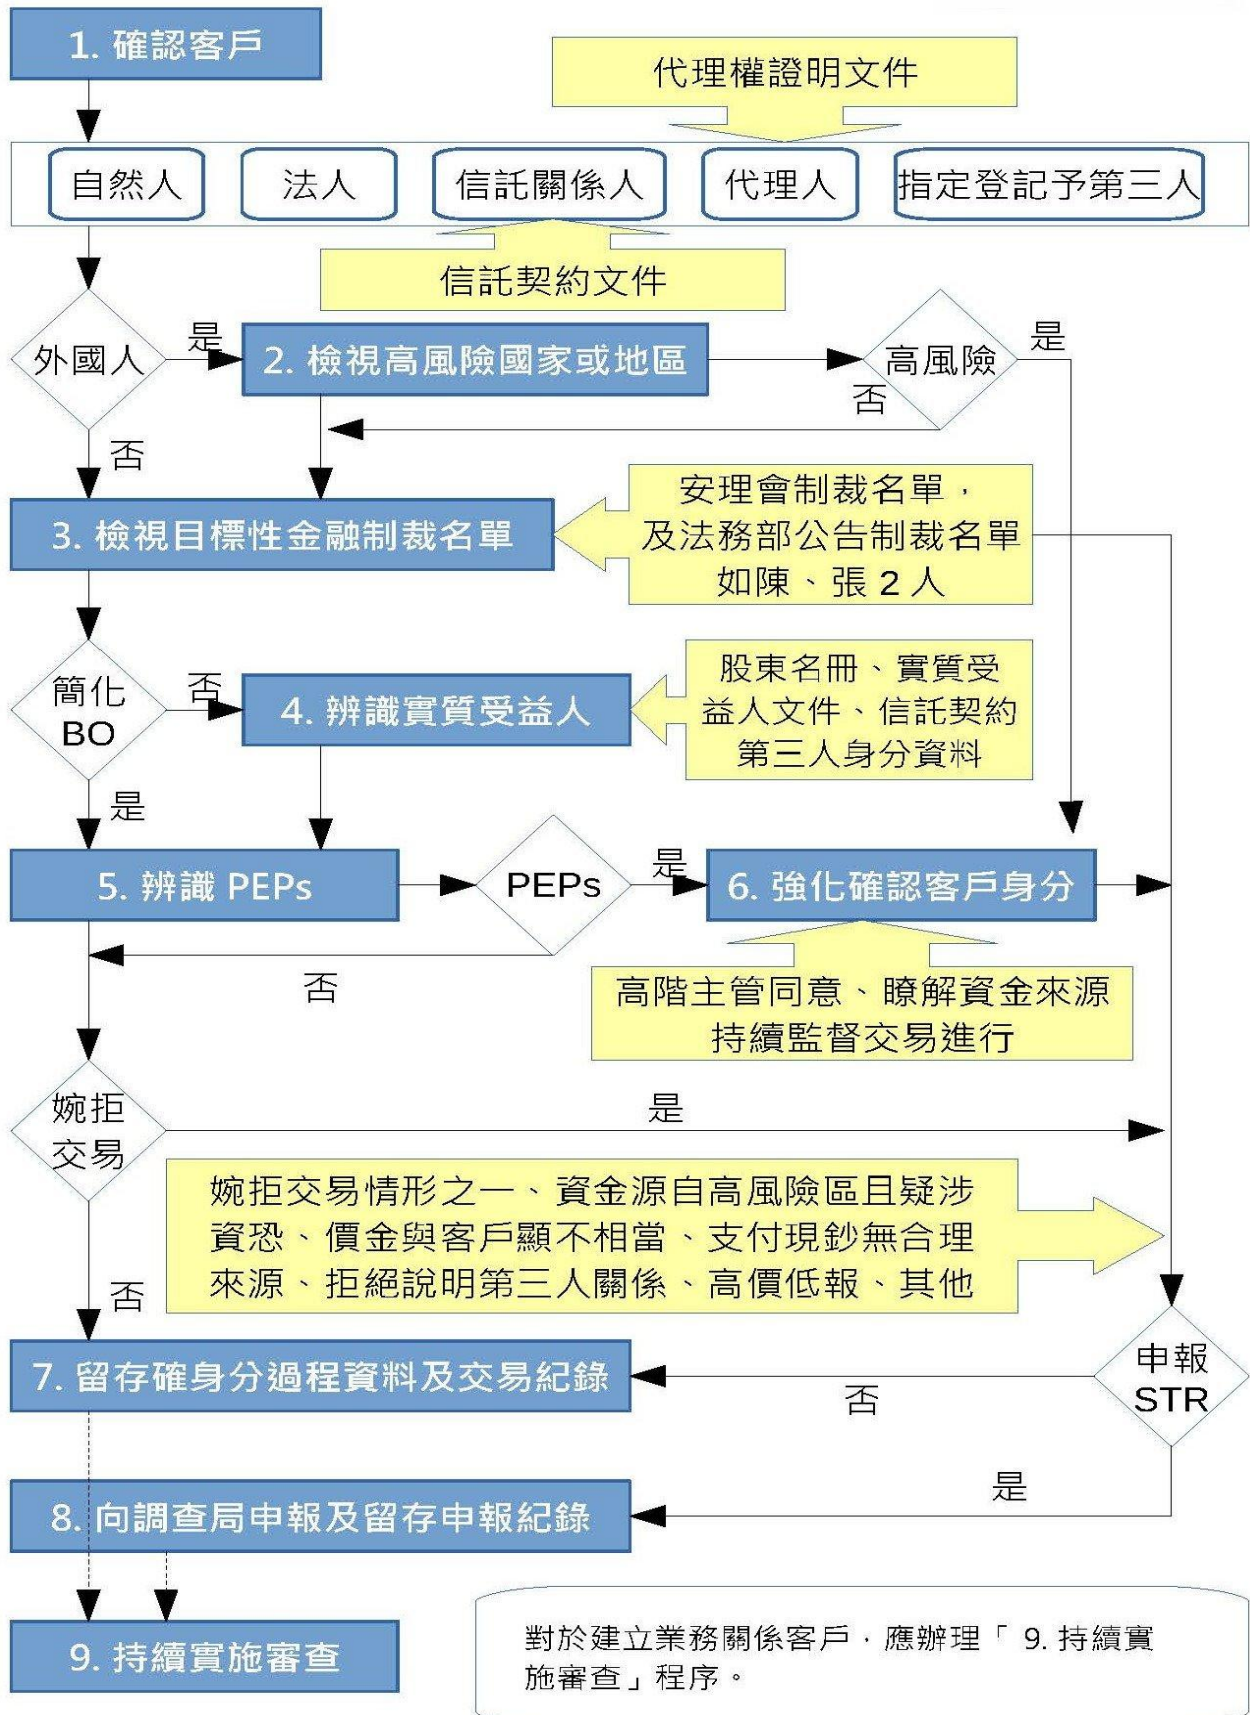 1. 確認客戶
代理權證明文件
自然人
法人
信託關係人
代理人
指定登記予第三人
信託契約文件
外國人
是
2. 檢視高風險國家或地區
高風險
是
否
否
3. 檢視目標性金融制裁名單
安理會制裁名單，
及法務部公告制裁名單
如陳、張 2 人
簡化
BO
否
4. 辨識實質受益人
股東名冊、實質受
益人文件、信託契約
第三人身分資料
是
5. 辨識 PEPs
PEPs
是
6. 強化確認客戶身分
否
高階主管同意、瞭解資金來源
持續監督交易進行
婉拒
交易
是
婉拒交易情形之一、資金源自高風險區且疑涉
資恐、價金與客戶顯不相當、支付現鈔無合理
來源、拒絕說明第三人關係、高價低報、其他
否
7. 留存確身分過程資料及交易紀錄
否
申報
STR
是
8. 向調查局申報及留存申報紀錄
9. 持續實施審查
對於建立業務關係客戶，應辦理「 9. 持續實
施審查」程序。